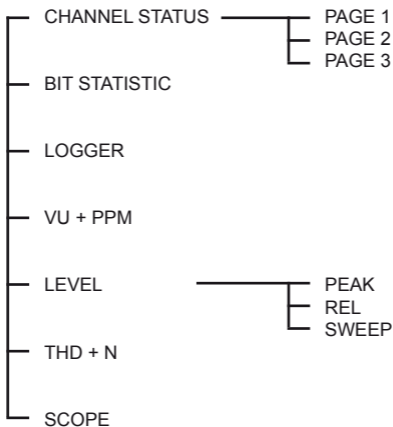 CHANNEL STATUS PAGE 1
PAGE 2
PAGE 3
BIT STATISTIC
LOGGER
VU + PPM
LEVEL PEAK
REL
SWEEP
THD + N
SCOPE